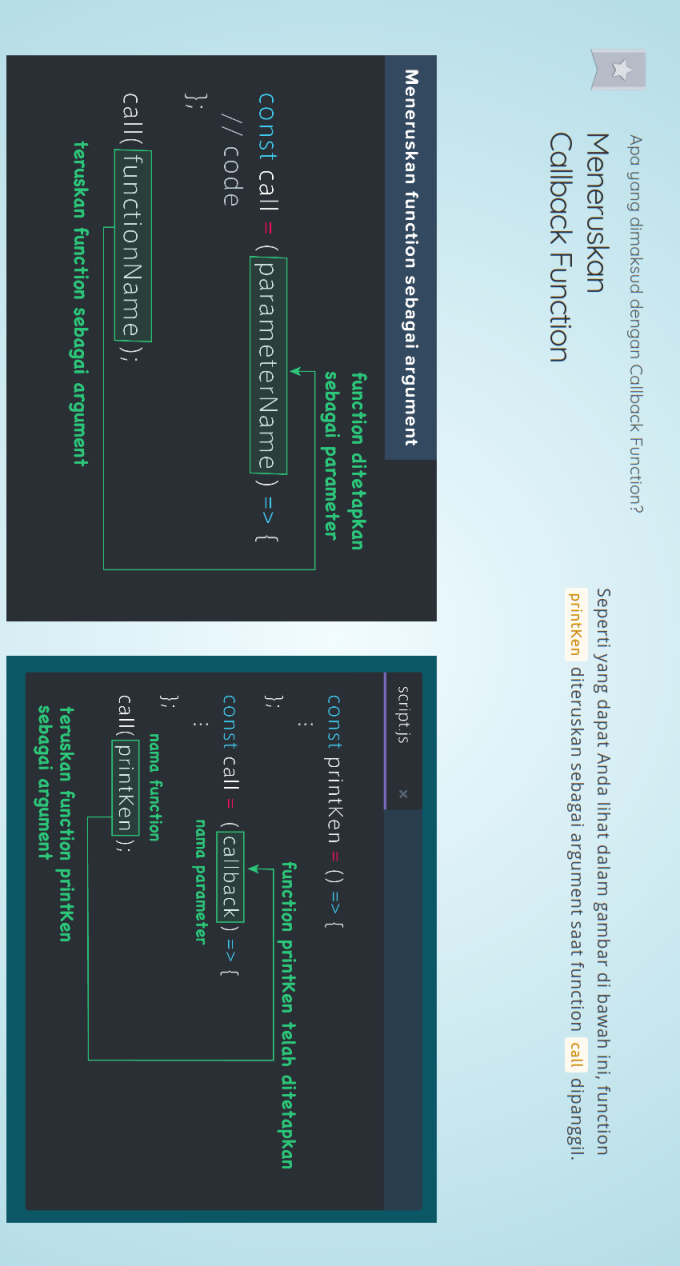 Apa yang dimaksud dengan Callback Function?
Meneruskan
Callback Function
Seperti yang dapat Anda lihat dalam gambar di bawah ini, function
printKen diteruskan sebagai argument saat function call dipanggil.
Meneruskan function sebagai argument
function ditetapkan
sebagai parameter
const call = ( parameterName ) => {
// code
};
call( functionName );
teruskan function sebagai argument
script.js ×
const printKen = () => {
⋮
};
function printKen telah ditetapkan
const call = ( callback ) => {
⋮
nama parameter
};
nama function
call( printKen );
teruskan function printKen
sebagai argument